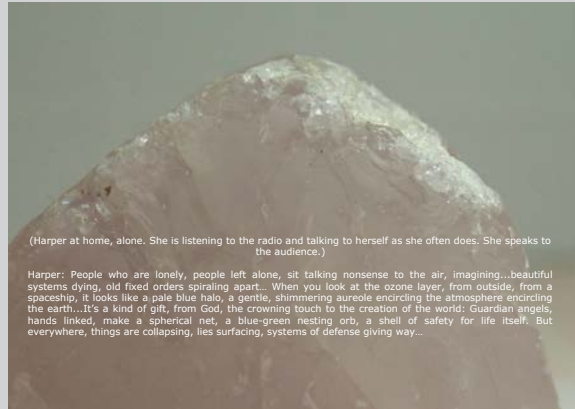 (Harper at home, alone. She is listening to the radio and talking to herself as she often does. She speaks to
the audience.)
Harper: People who are lonely, people left alone, sit talking nonsense to the air, imagining...beautiful
systems dying, old fixed orders spiraling apart... When you look at the ozone layer, from outside, from a
spaceship, it looks like a pale blue halo, a gentle, shimmering aureole encircling the atmosphere encircling
the earth...It's a kind of gift, from God, the crowning touch to the creation of the world: Guardian angels,
hands linked, make a spherical net, a blue-green nesting orb, a shell of safety for life itself. But
everywhere, things are collapsing, lies surfacing, systems of defense giving way...